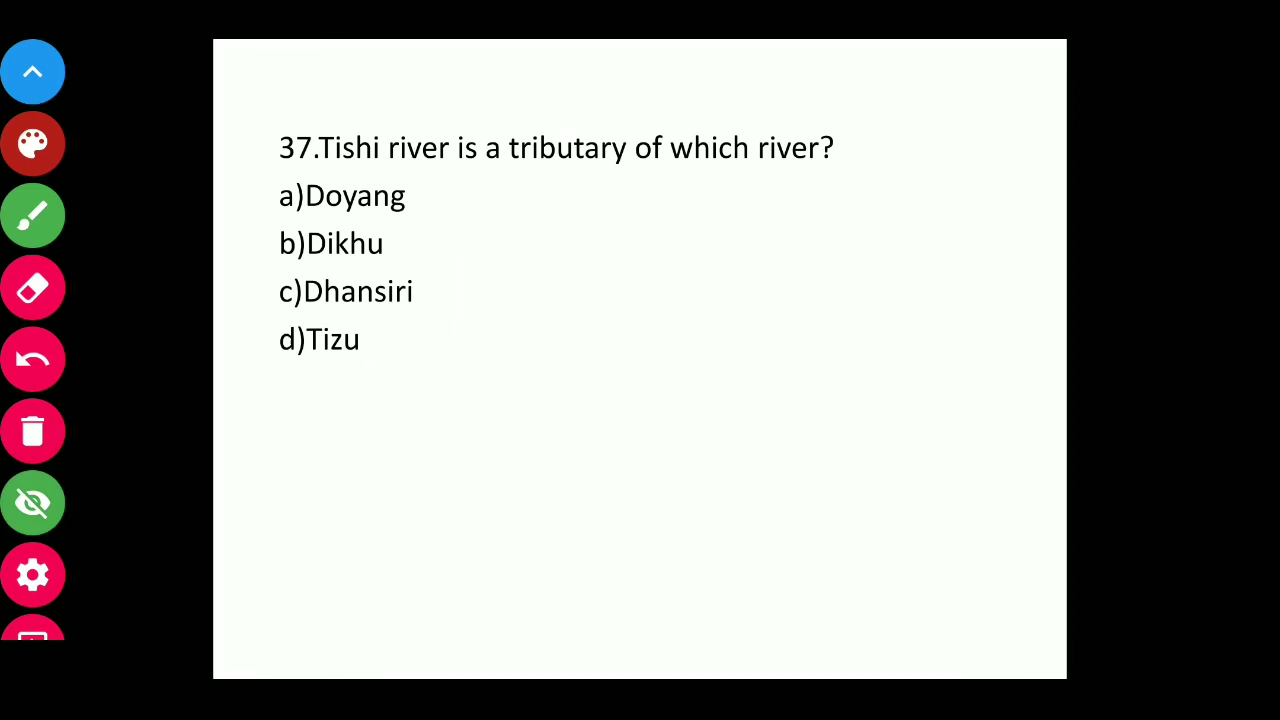 37.Tishi river is a tributary of which river?
a)Doyang
b)Dikhu
c)Dhansiri
d)Tizu